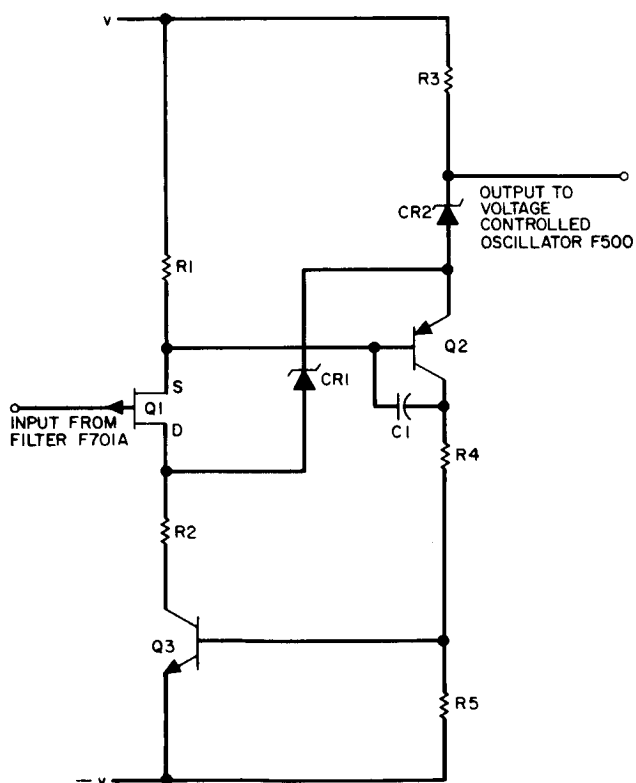 V
R3
OUTPUT TO
VOLTAGE
CONTROLLED
OSCILLATOR F500
CR2
R1
Q2
S
CR1
Q1
INPUT FROM
FILTER F701A
D
C1
R4
R2
Q3
R5
— V